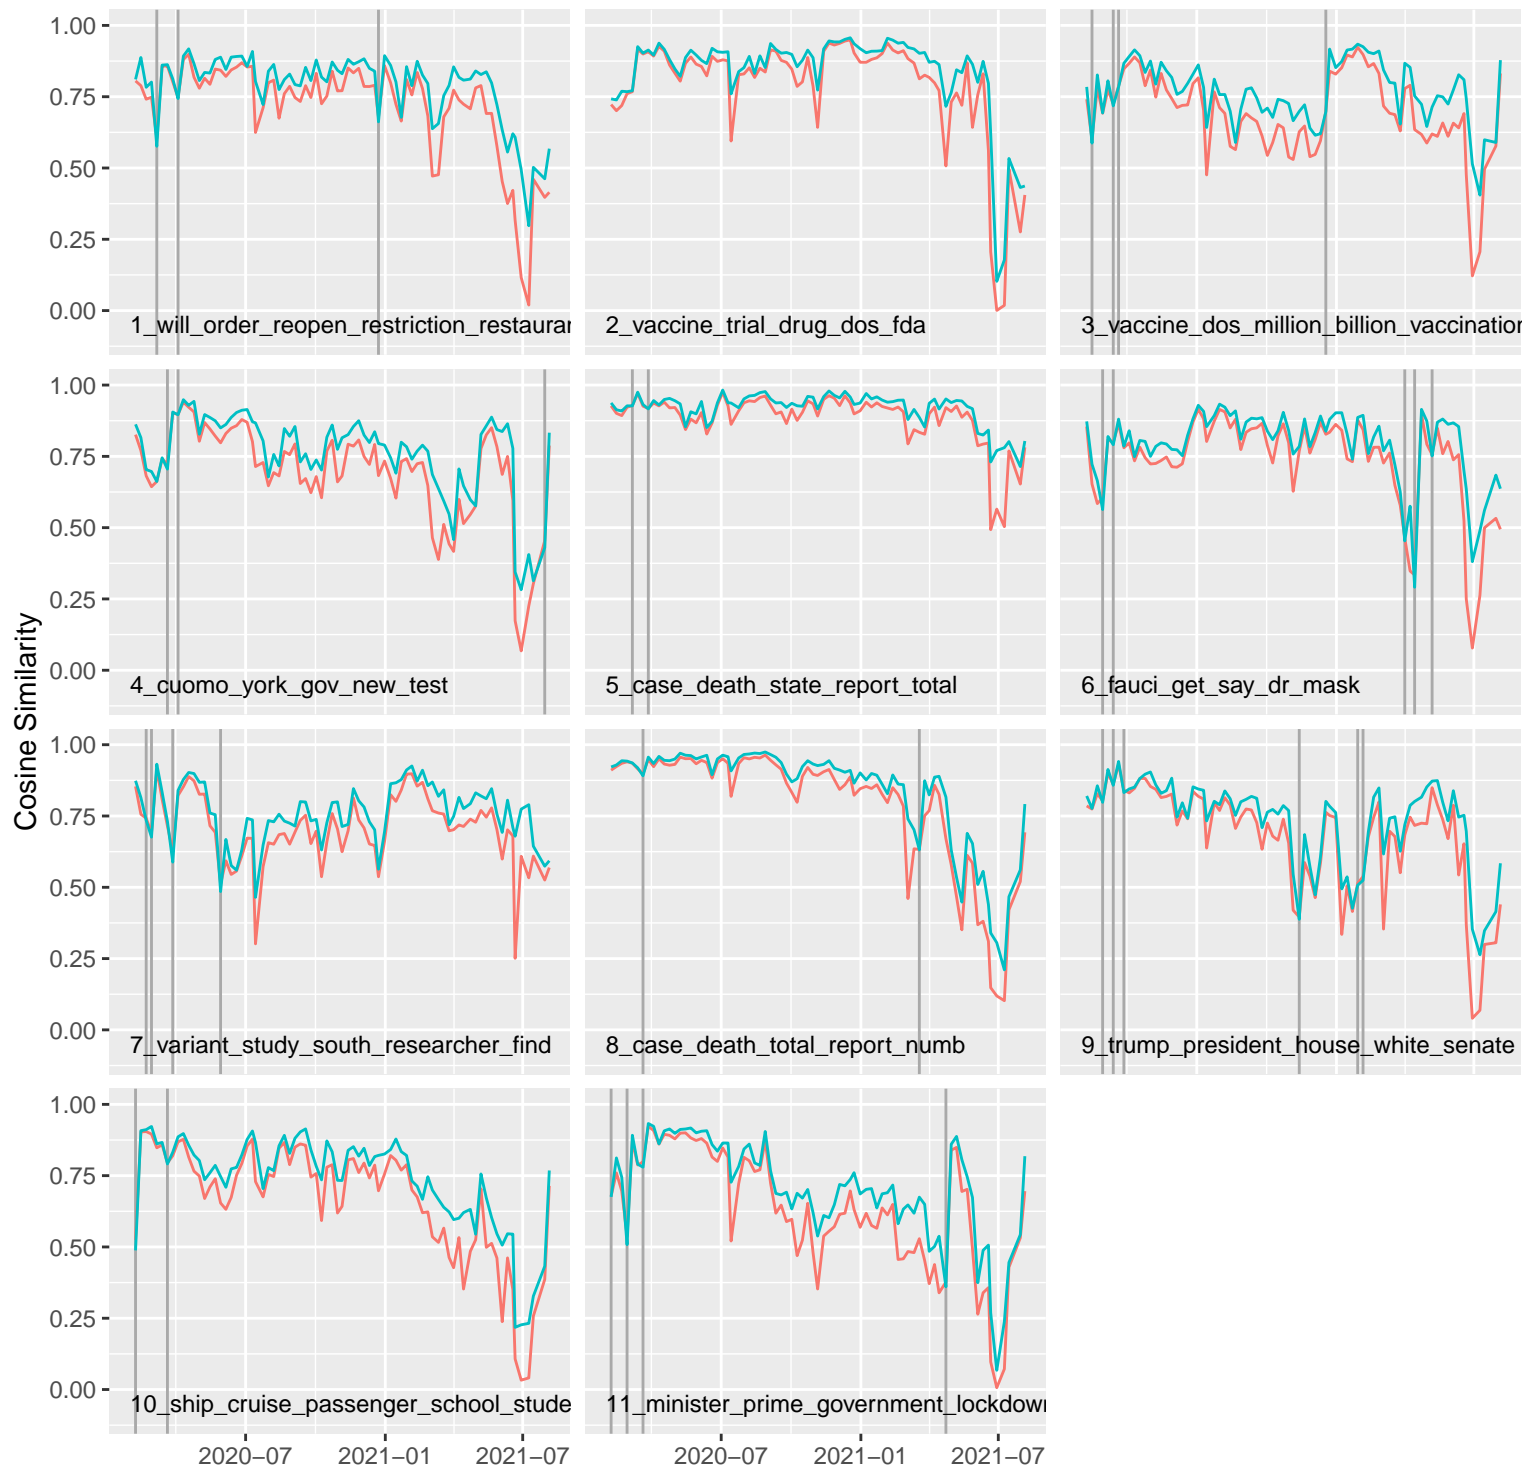 Cosine Similarity
1.00
0.75
0.50
0.25
0.00
1_will_order_reopen_restriction_restaurar
2_vaccine_trial_drug_dos_fda
3_vaccine_dos_million_billion_vaccination
1.00
0.75
0.50
0.25
0.00
4_cuomo_york_gov_new_test
5_case_death_state_report_total
6_fauci_get_say_dr_mask
1.00
0.75
0.50
0.25
0.00
7_variant_study_south_researcher_find
8_case_death_total_report_numb
9_trump_president_house_white_senate
1.00
0.75
0.50
0.25
0.00
10_ship_cruise_passenger_school_stude
11_minister_prime_government_lockdown
2020−07 2021−01 2021−07
2020−07 2021−01 2021−07